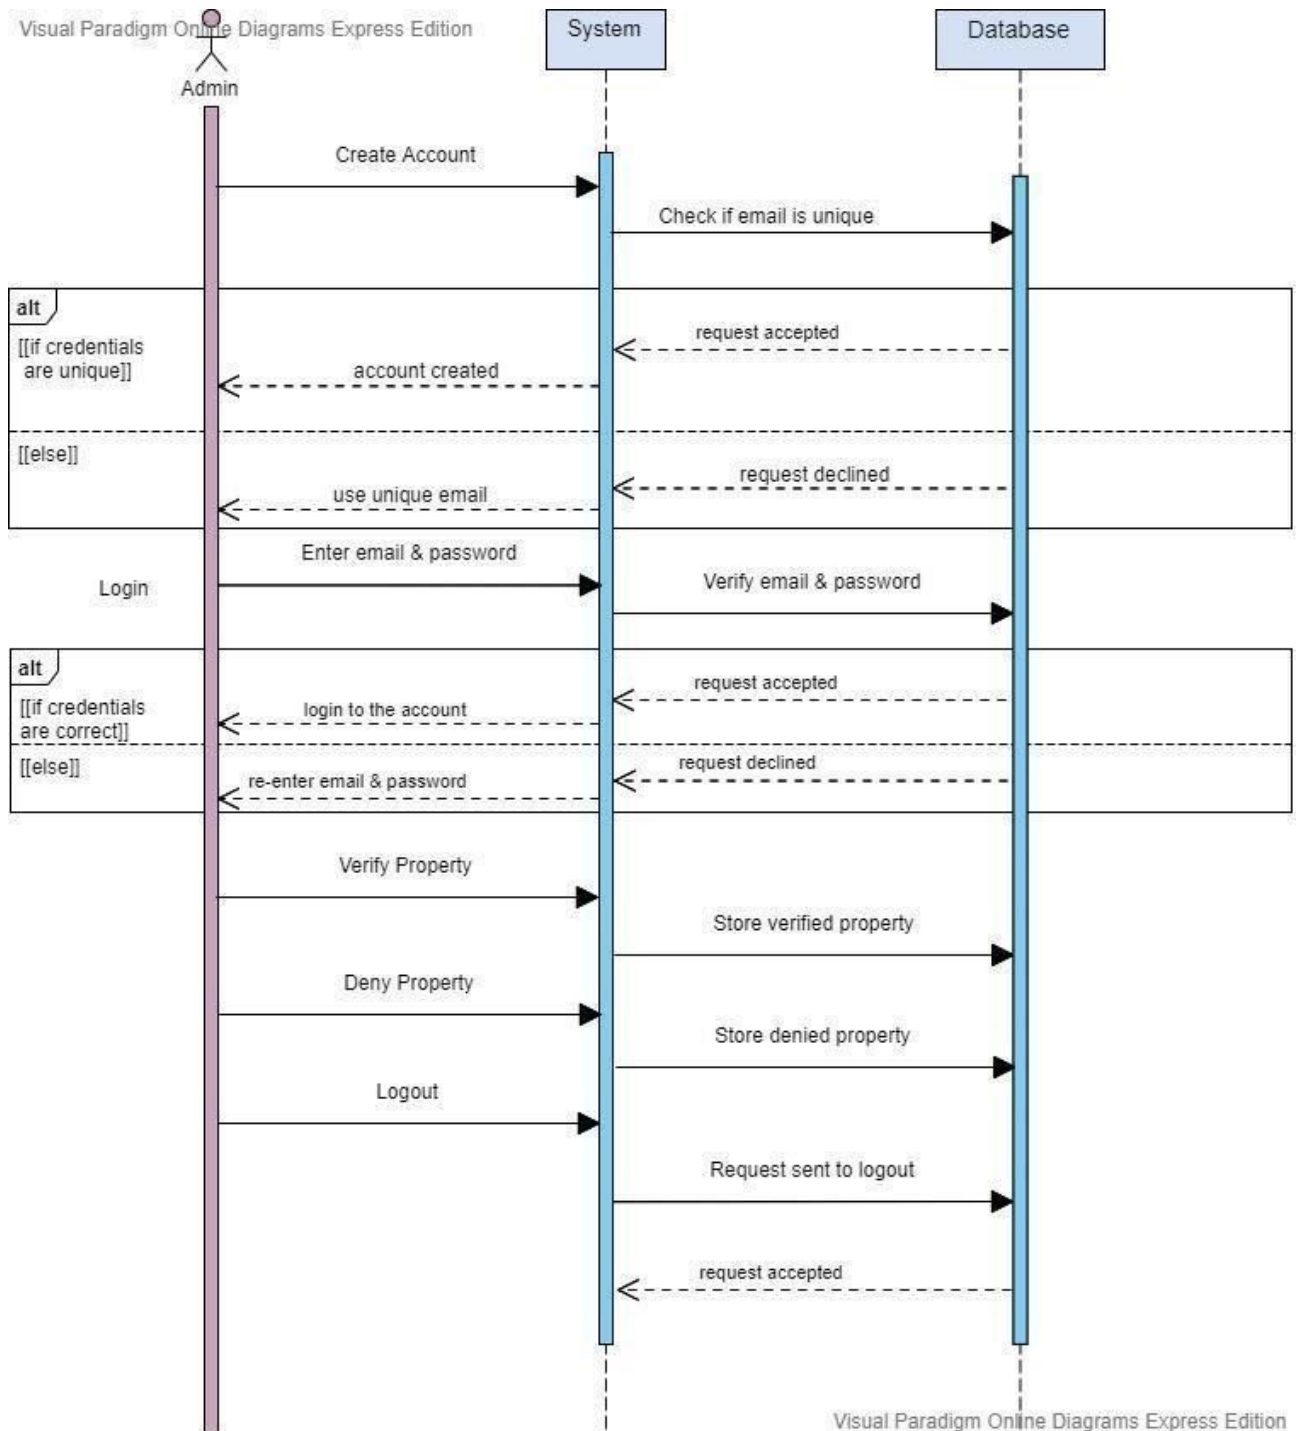 Visual Paradigm Online Diagrams Express Edition
System
Database
Admin
Create Account
Check if email is unique
alt
[[if credentials
are unique]]
request accepted
account created
[[else]]
request declined
use unique email
Enter email & password
Login
Verify email & password
alt
[[if credentials
are correct]]
request accepted
login to the account
[[else]]
request declined
re-enter email & password
Verify Property
Store verified property
Deny Property
Store denied property
Logout
Request sent to logout
request accepted
Visual Paradigm Online Diagrams Express Edition